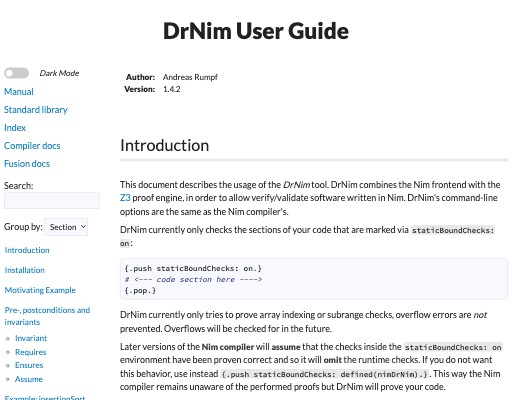 DrNim User Guide
Dark Mode
Manual
Standard library
Index
Compiler docs
Fusion docs
Search:
Group by: Section
Introduction
Installation
Motivating Example
Pre-, postconditions and
invariants
Invariant
Requires
Ensures
Assume
Example: insertionSort
Author: Andreas Rumpf
Version: 1.4.2
Introduction
This document describes the usage of the DrNim tool. DrNim combines the Nim frontend with the
Z3 proof engine, in order to allow verify/validate software written in Nim. DrNim's command-line
options are the same as the Nim compiler's.
DrNim currently only checks the sections of your code that are marked via staticBoundChecks:
on:
{.push staticBoundChecks: on.}
# <--- code section here ---->
{.pop.}
DrNim currently only tries to prove array indexing or subrange checks, overflow errors are not
prevented. Overflows will be checked for in the future.
Later versions of the Nim compiler will assume that the checks inside the staticBoundChecks: on
environment have been proven correct and so it will omit the runtime checks. If you do not want
this behavior, use instead {.push staticBoundChecks: defined(nimDrNim).}. This way the Nim
compiler remains unaware of the performed proofs but DrNim will prove your code.